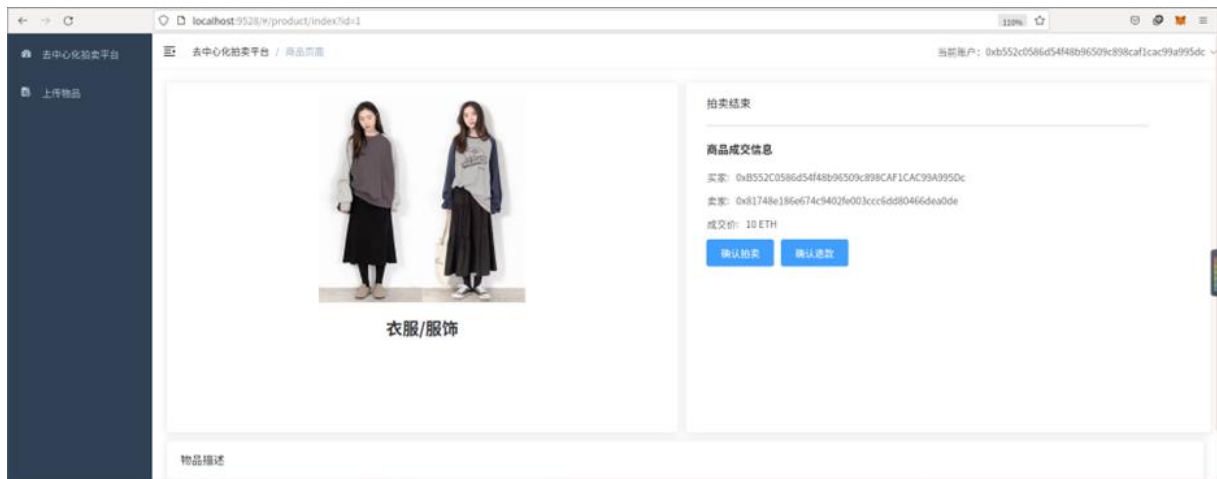 localhost:9528/#/product/index?id=1
110%
去中心化拍卖平台
上传物品
去中心化拍卖平台 / 商品页面
当前账户：0xb552c0586d54f48b96509c898caf1cac99a995dc
衣服/服饰
拍卖结束
商品成交信息
买家: 0xB552C0586d54f48b96509c898CAF1CAC99A995Dc
卖家: 0x81748e186e674c9402fe003ccc6dd80466dea0de
成交价: 10 ETH
确认拍卖
确认退款
物品描述